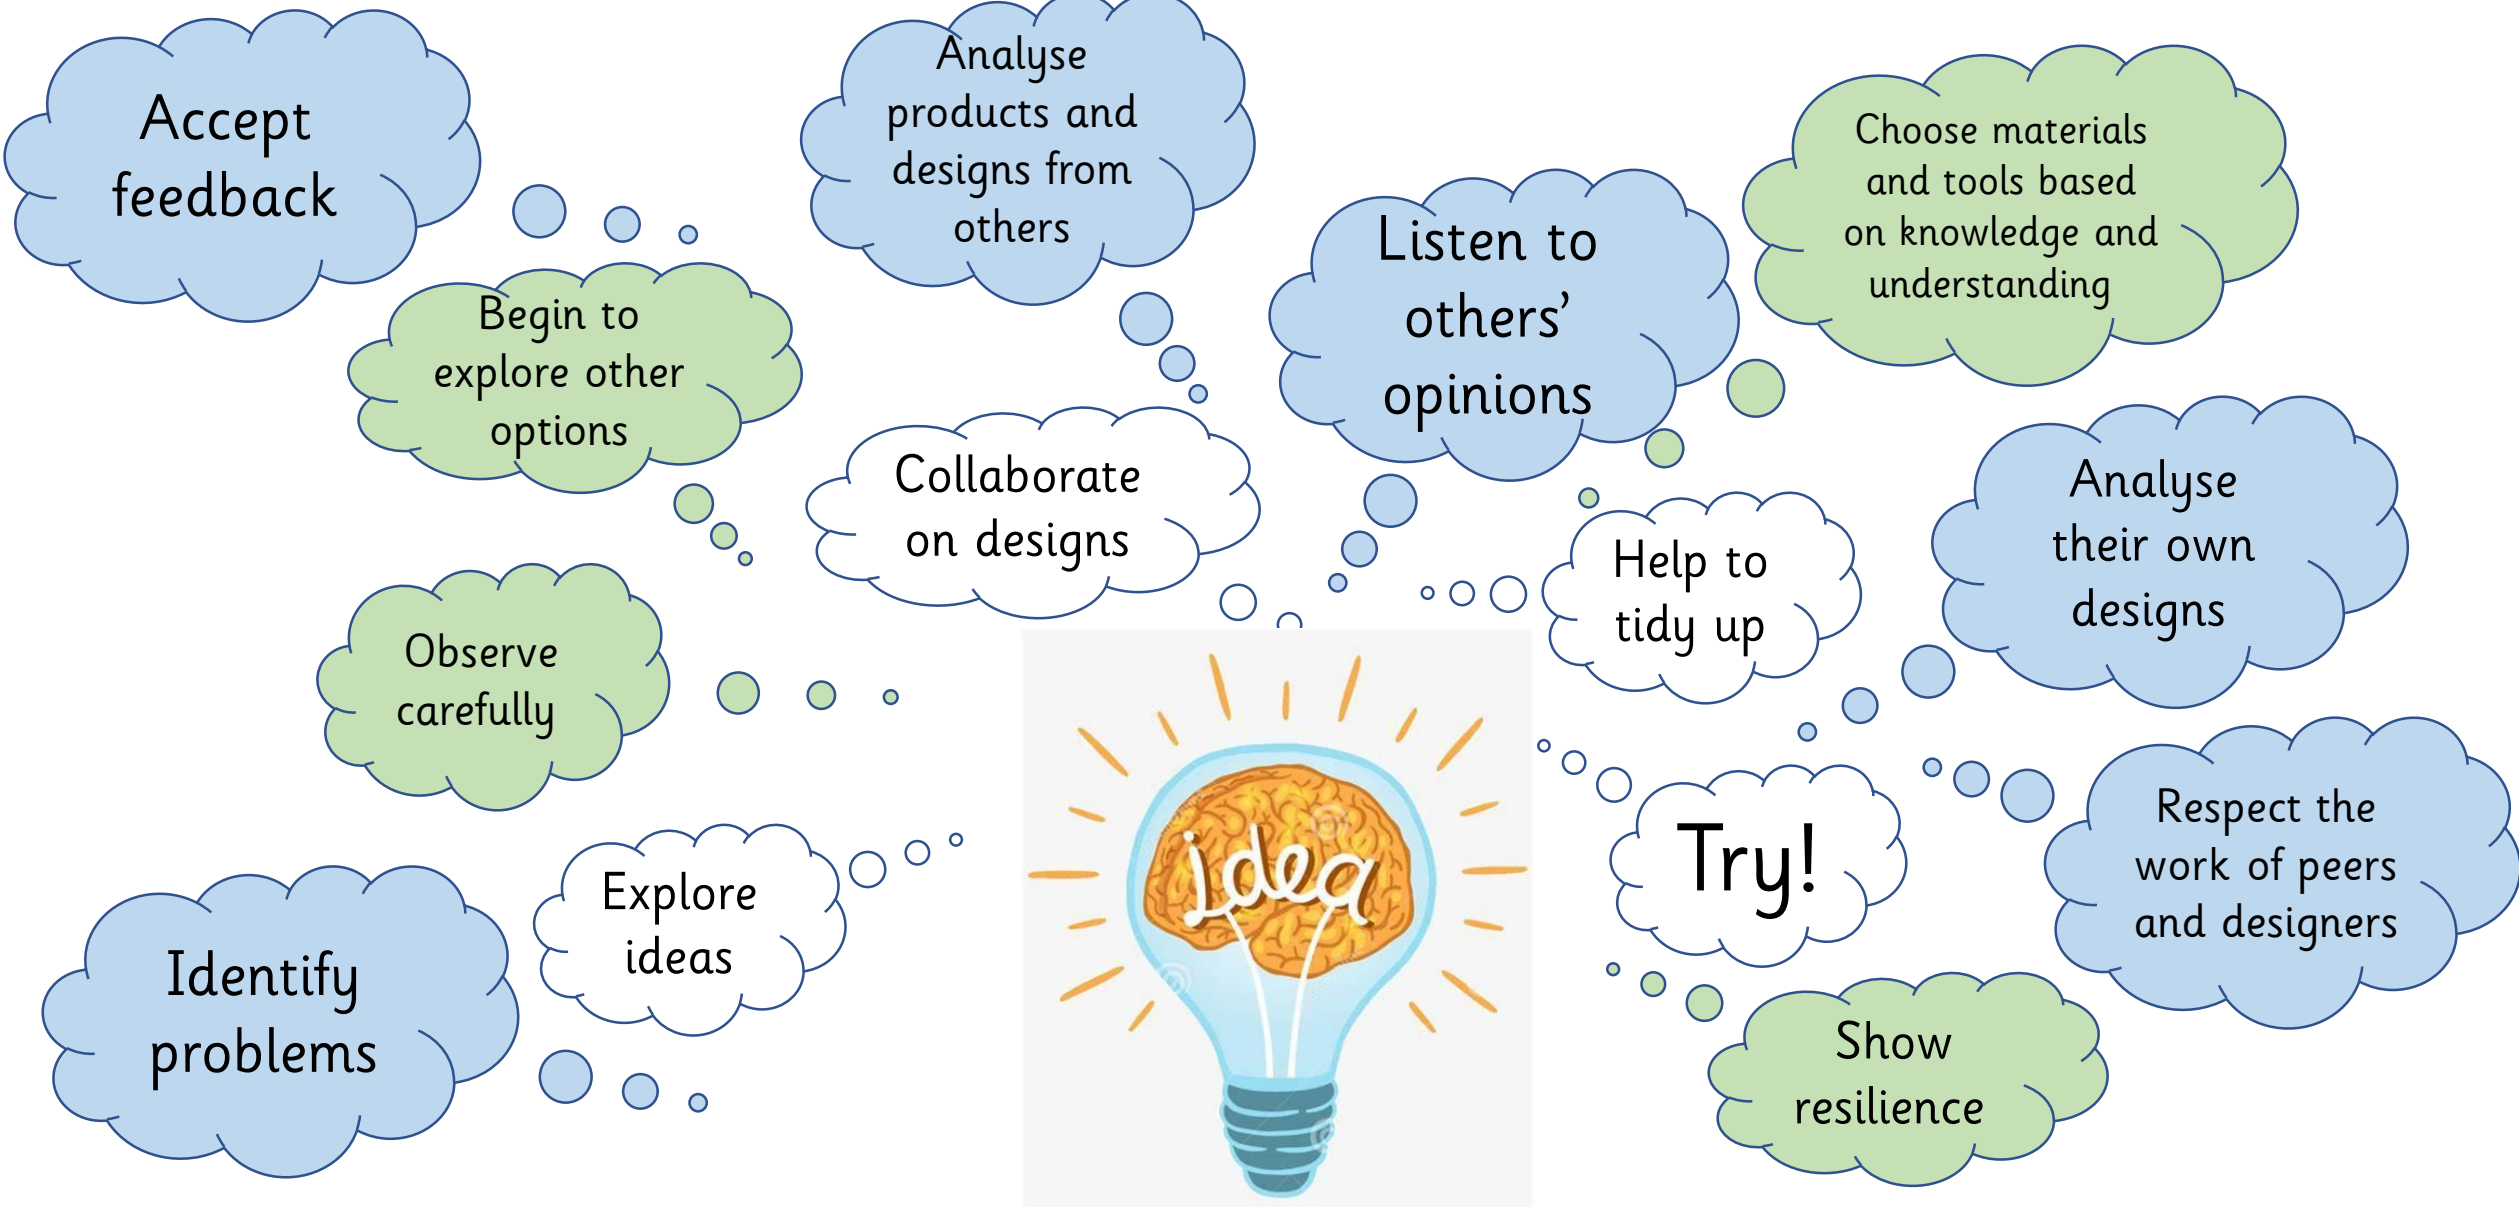 Accept
feedback
Analyse
products and
designs from
others
Listen to
others’
opinions
Choose materials
and tools based
on knowledge and
understanding
Begin to
explore other
options
Collaborate
on designs
Help to
tidy up
Analyse
their own
designs
Observe
carefully
Explore
ideas
idea
Try!
Respect the
work of peers
and designers
Identify
problems
Show
resilience